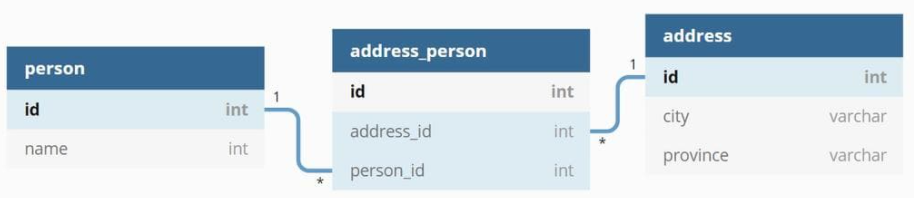 person
id int
name int
1
*
address_person
id int
address_id int
person_id int
1
*
address
id int
city varchar
province varchar